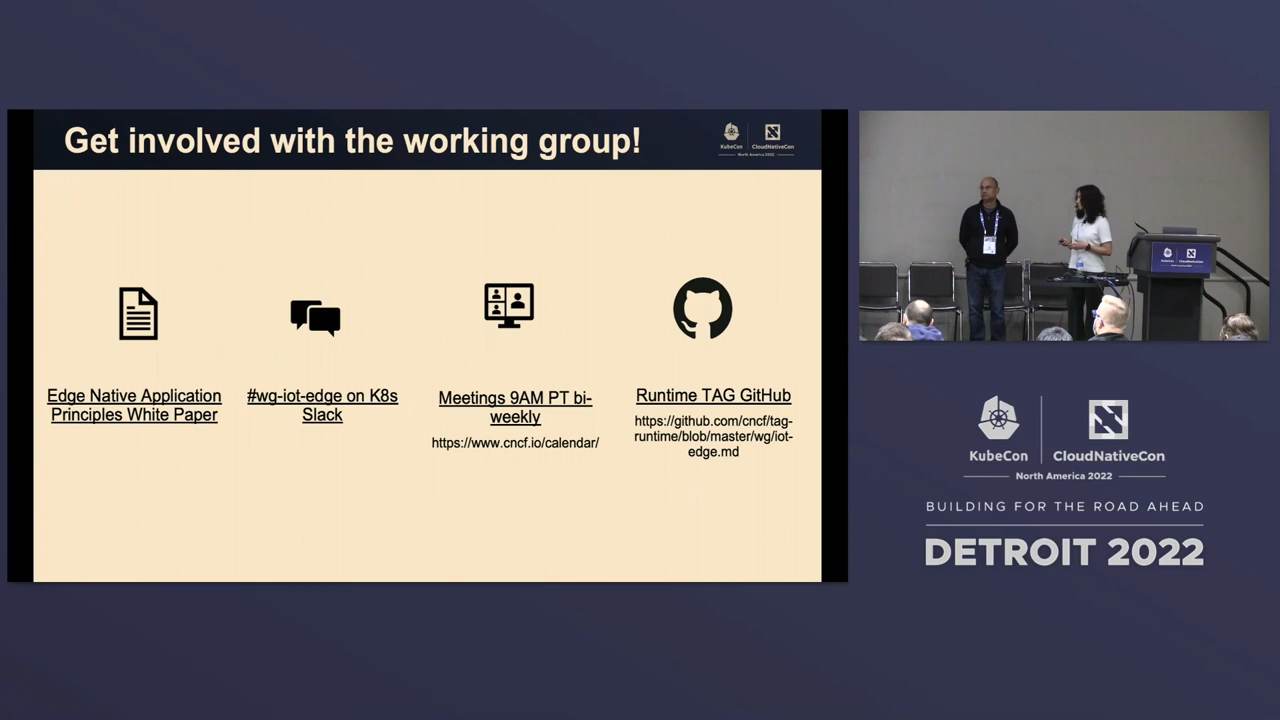 Get involved with the working group!
KubeCon
CloudNativeCon
North America 2022
Edge Native Application
Principles White Paper
#wg-iot-edge on K8s
Slack
Meetings 9AM PT bi-
weekly
https://www.cncf.io/calendar/
Runtime TAG GitHub
https://github.com/cncf/tag-
runtime/blob/master/wg/iot-
edge.md
KubeCon
CloudNativeCon
North America 2022
BUILDING FOR THE ROAD AHEAD
DETROIT 2022